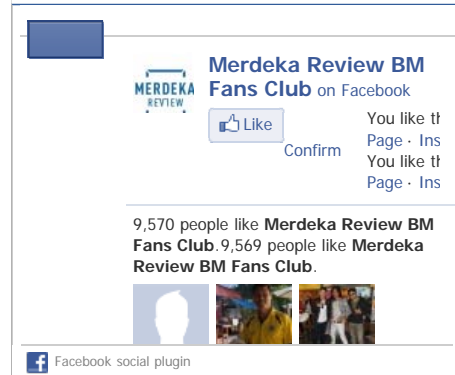 MERDEKA
REVIEW
Merdeka Review BM
Fans Club on Facebook
Like
Confirm
You like
Page · Ins
You like
Page · Ins
9,570 people like Merdeka Review BM
Fans Club.9,569 people like Merdeka
Review BM Fans Club.
Facebook social plugin